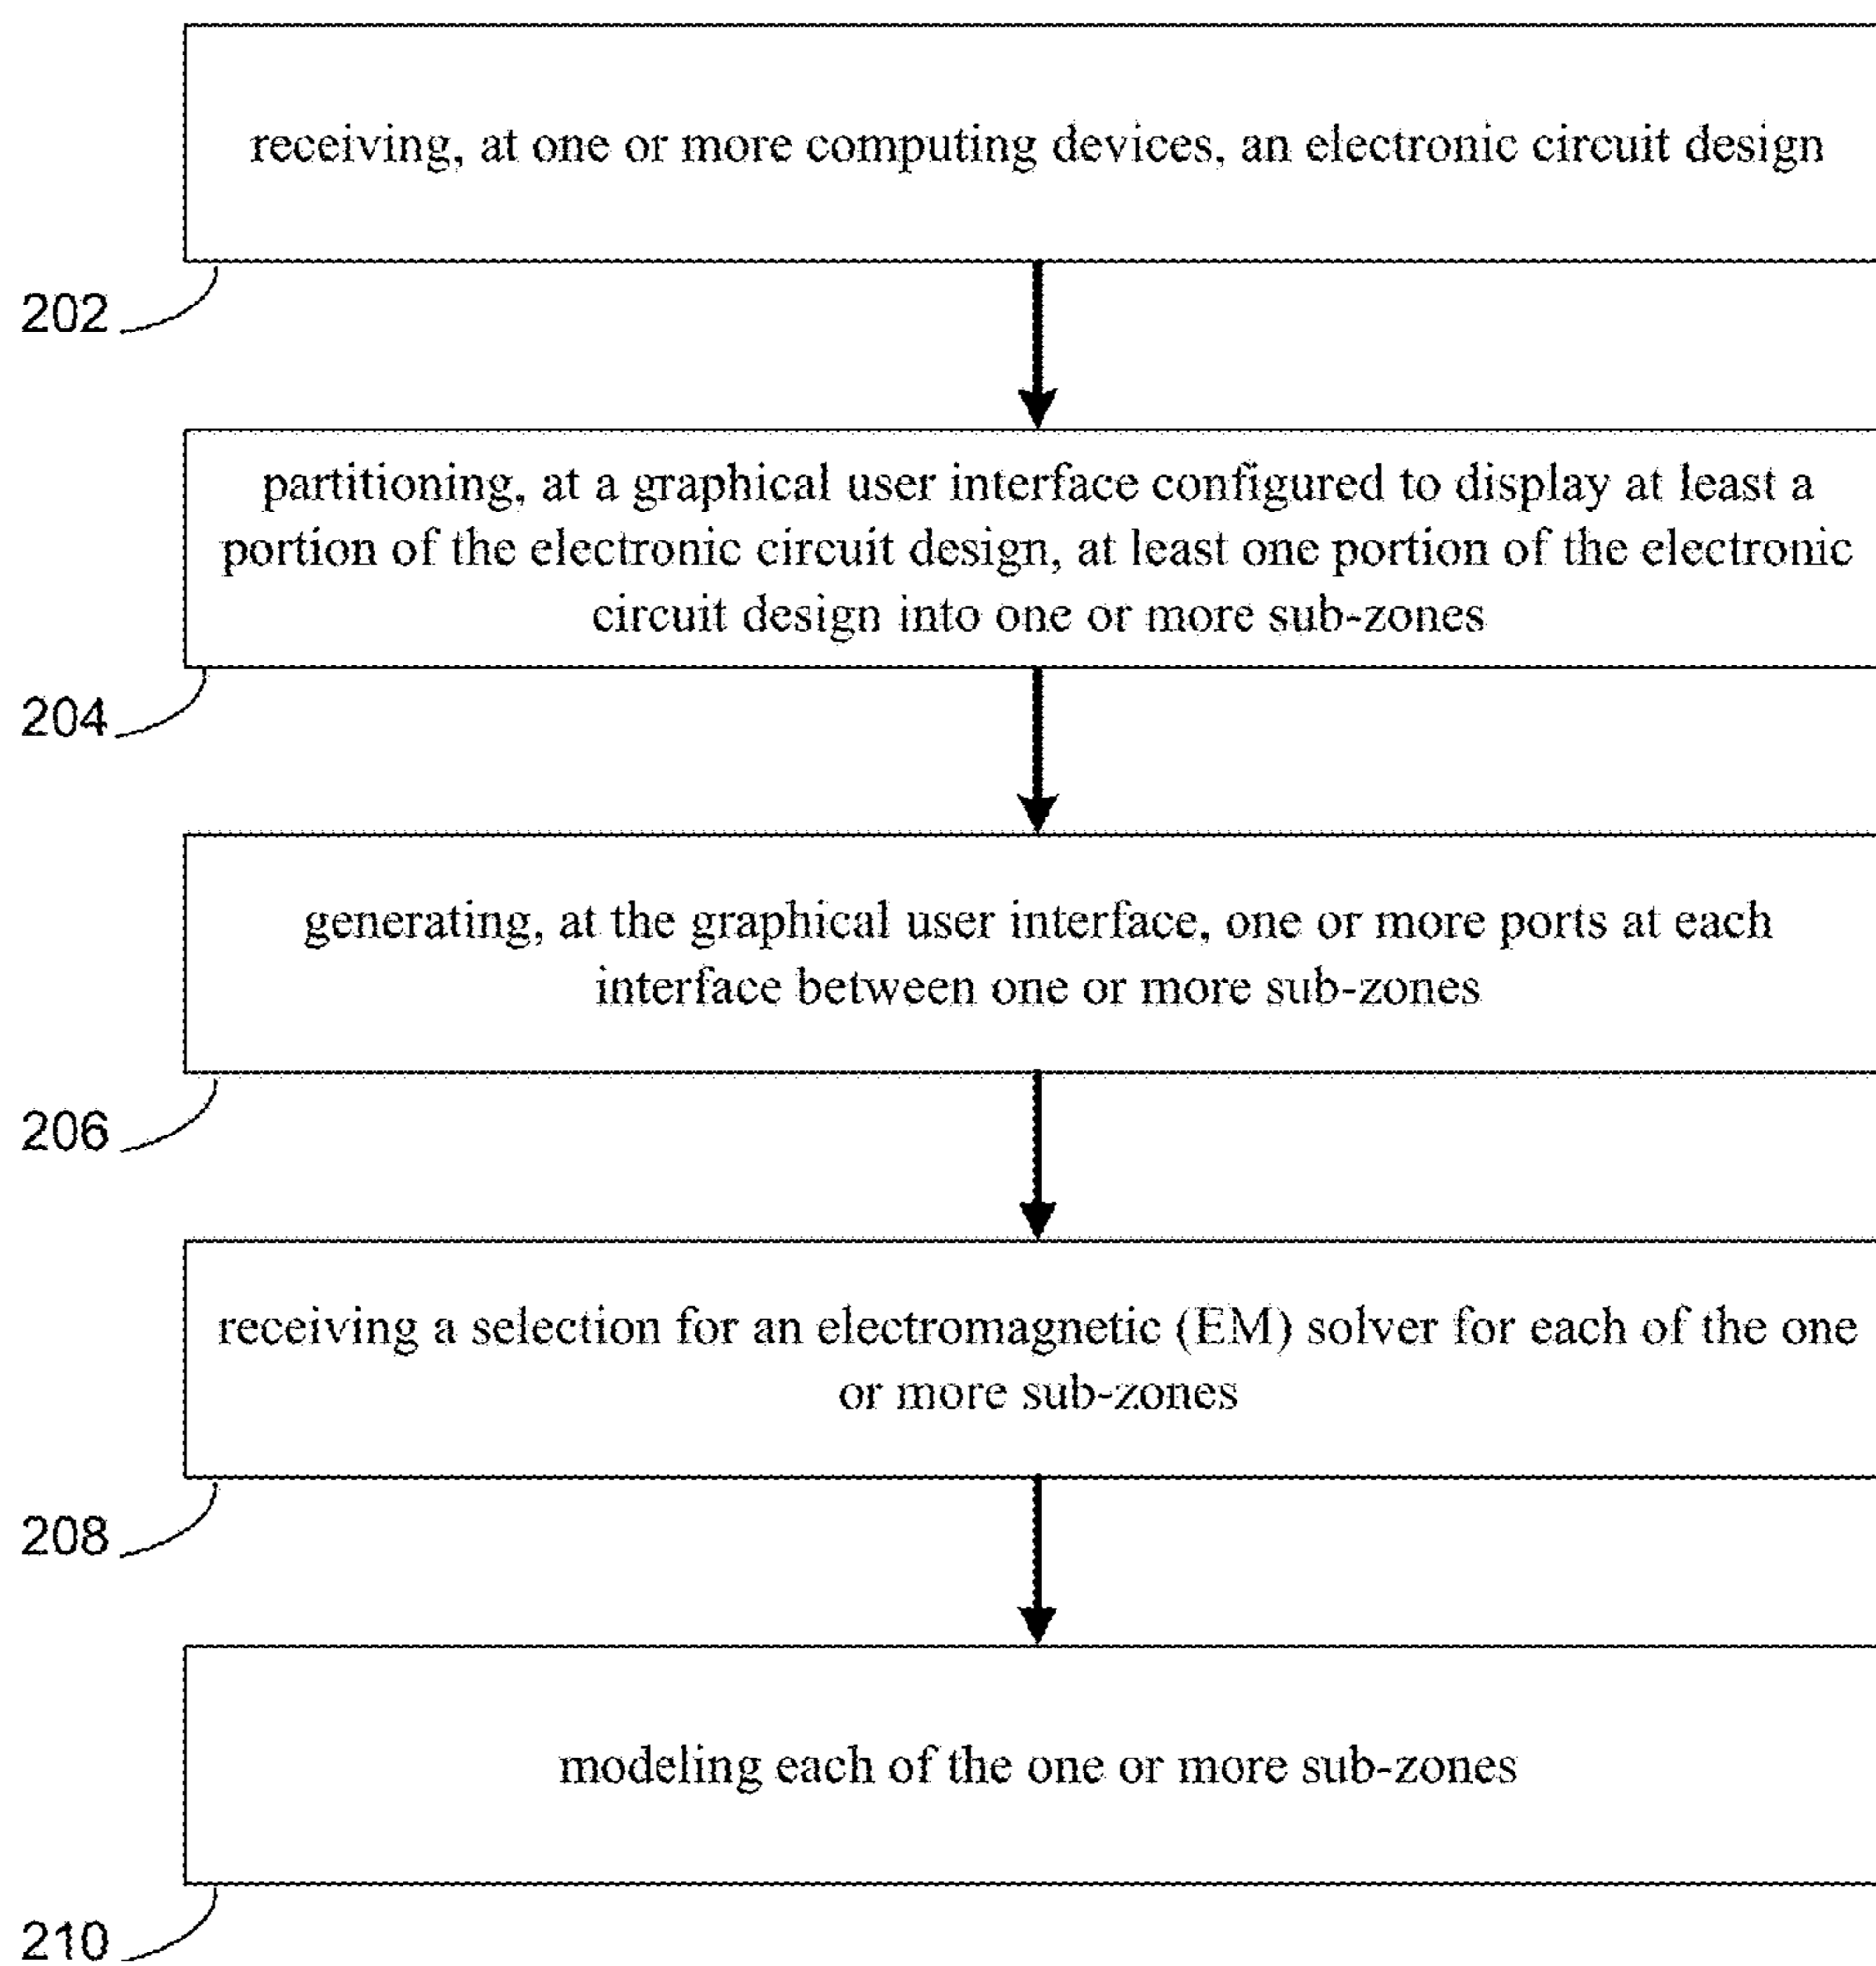 receiving, at one or more computing devices, an electronic circuit design
202
partitioning, at a graphical user interface configured to display at least a
portion of the electronic circuit design, at least one portion of the electronic
circuit design into one or more sub-zones
204
generating, at the graphical user interface, one or more ports at each
interface between one or more sub-zones
206
receiving a selection for an electromagnetic (EM) solver for each of the one
or more sub-zones
208
modeling each of the one or more sub-zones
210